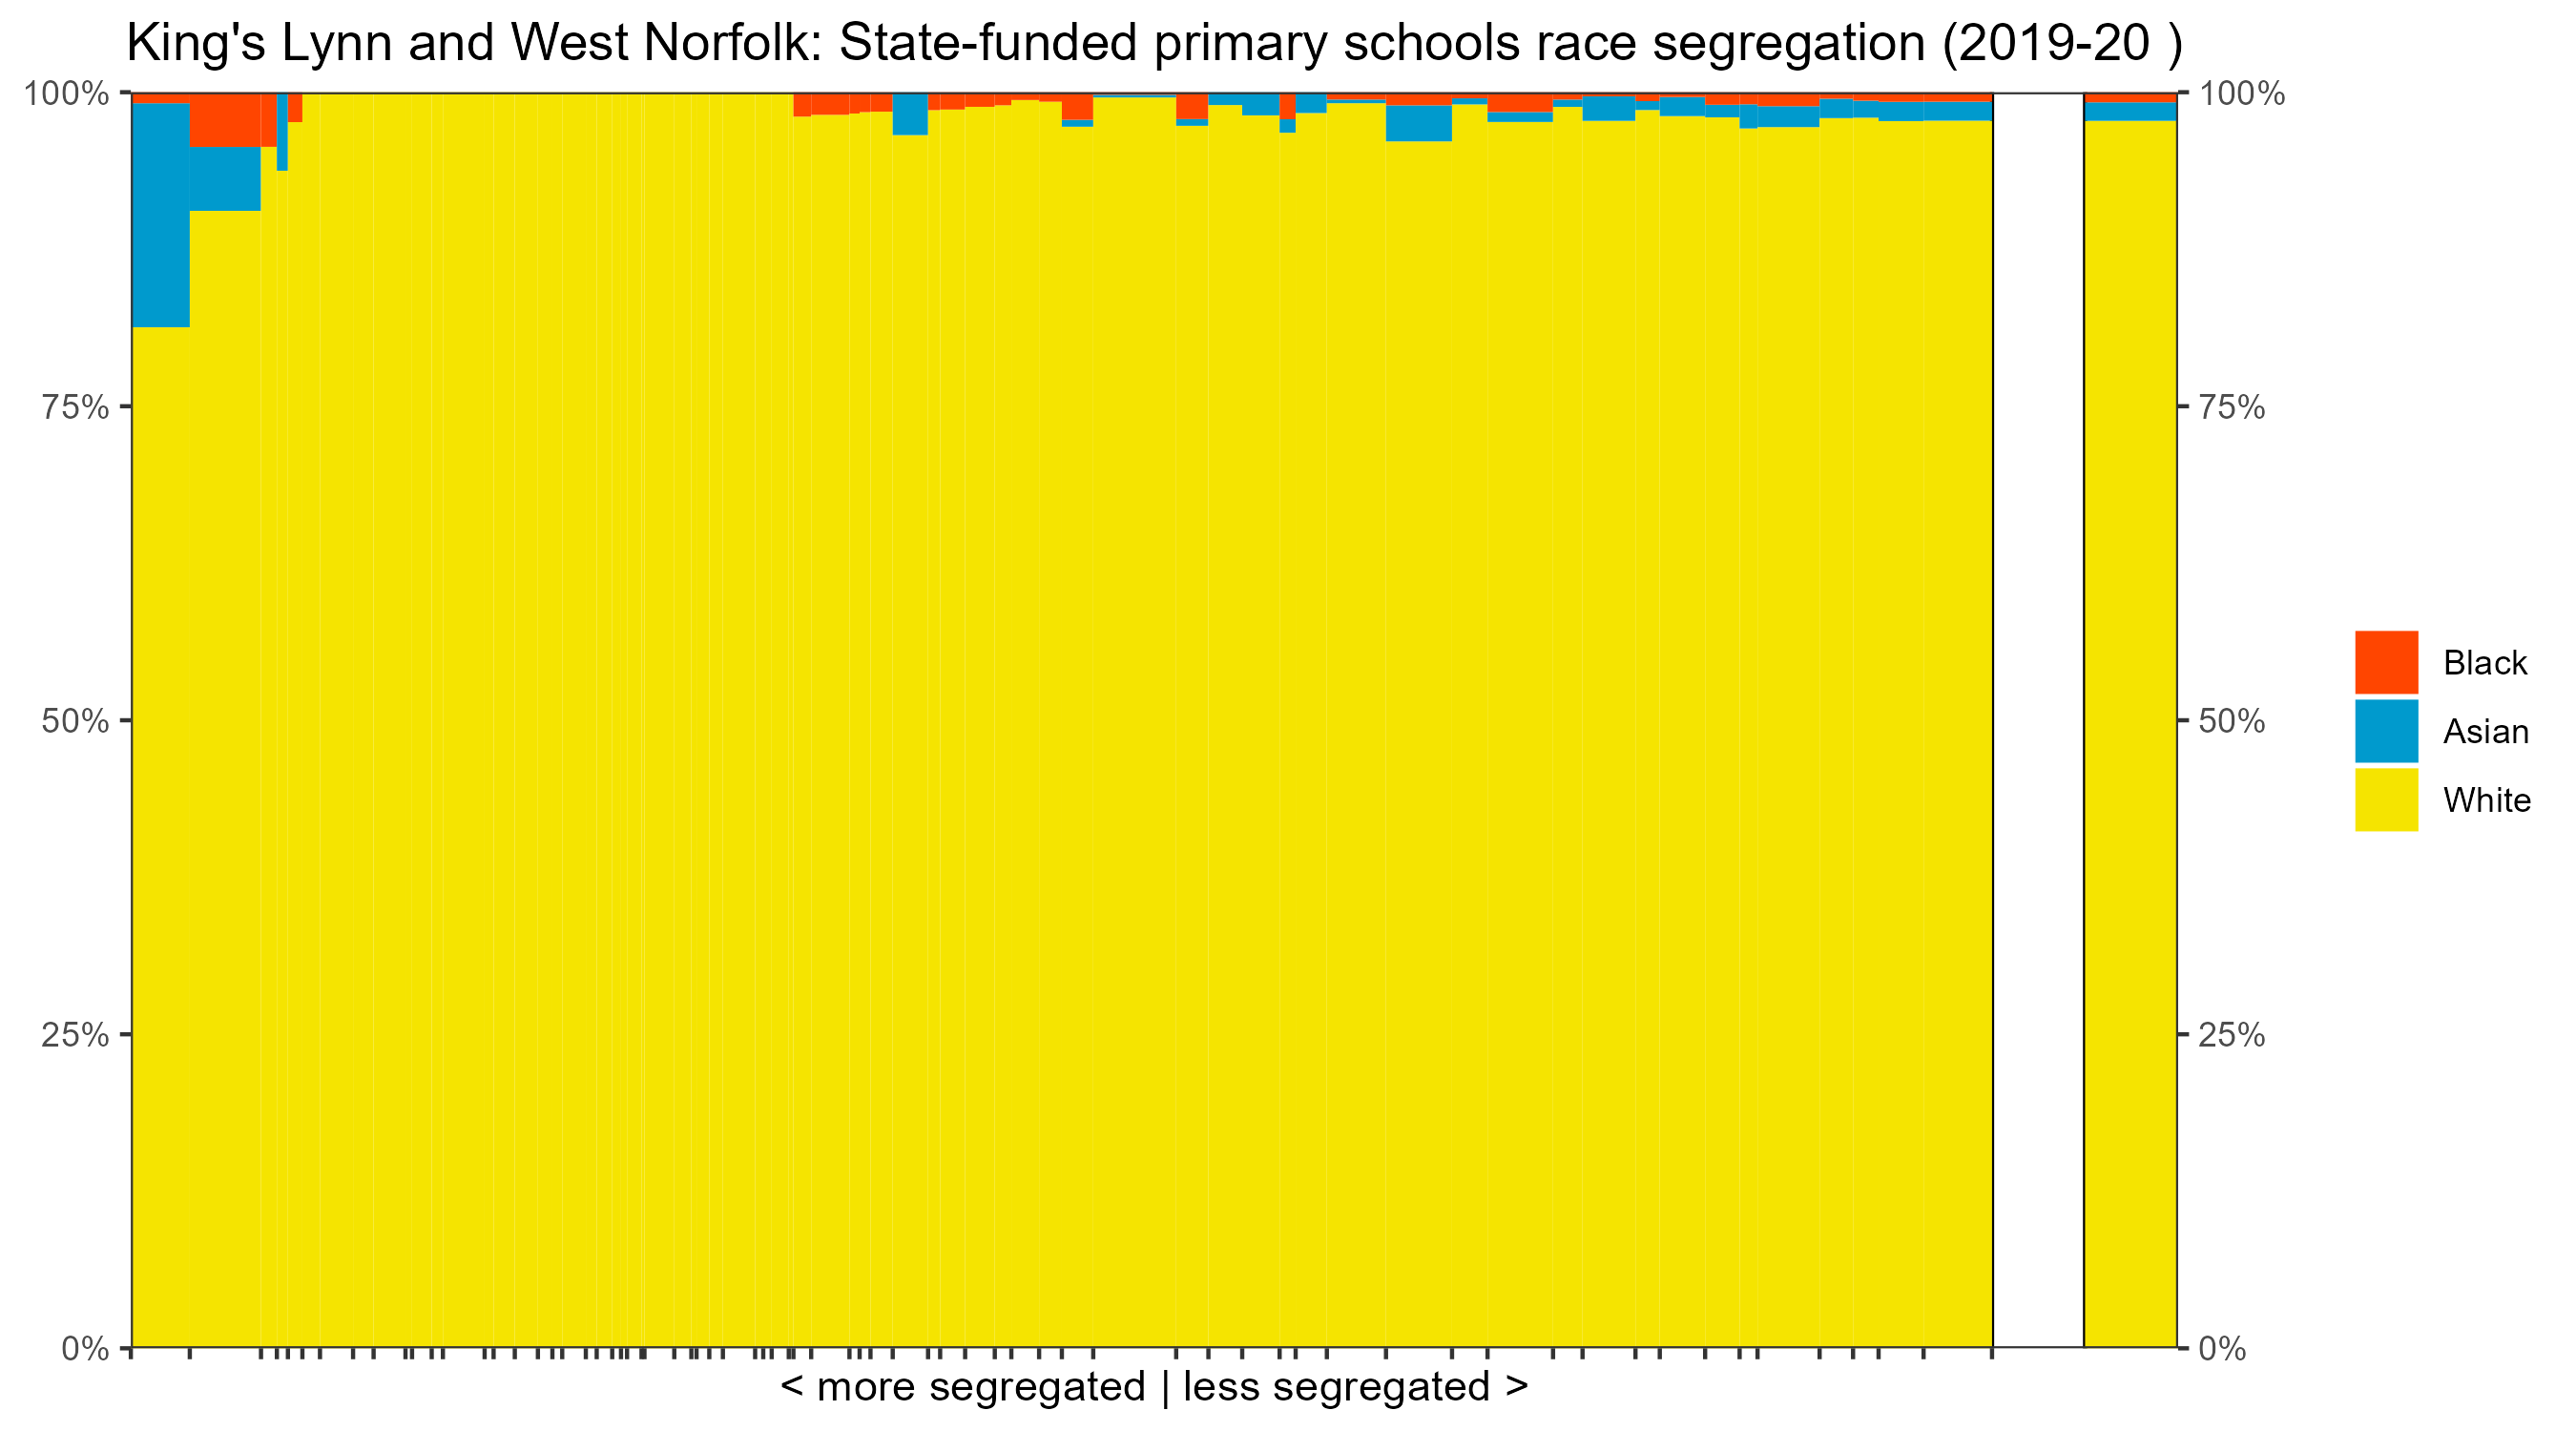 King's Lynn and West Norfolk: State-funded primary schools race segregation (2019-20 )
100%
75%
50%
25%
0%
100%
75%
50%
25%
0%
Black
Asian
White
< more segregated | less segregated >